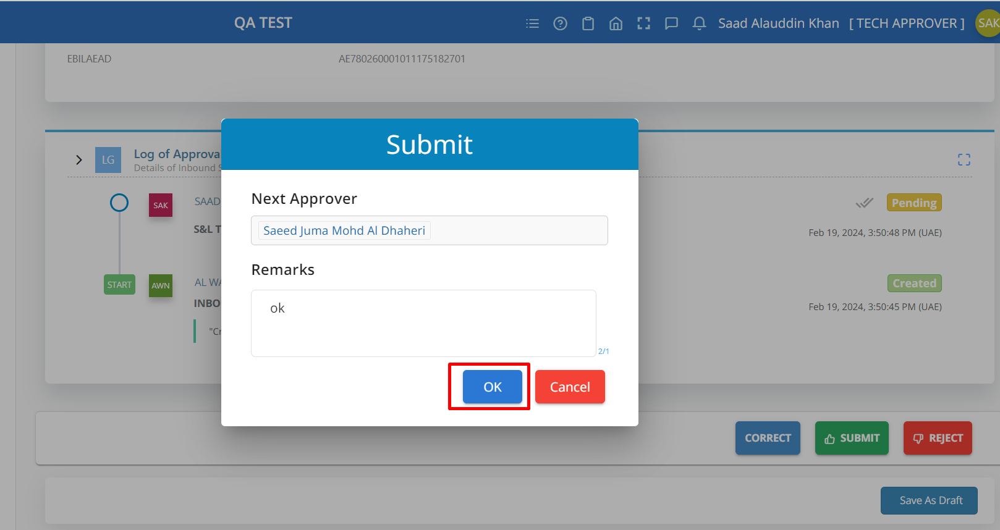 QA TEST
Saad Alauddin Khan [ TECH APPROVER ]
SAK
EBILAEAD
AE780260001011175182701
Submit
LG
Log of Approva
Details of Inbound S
Next Approver
Saeed Juma Mohd Al Dhaheri
SAK
SAAD
Pending
S&L T
Feb 19, 2024, 3:50:48 PM (UAE)
Remarks
START
AWN
AL WA
Created
INBO
Feb 19, 2024, 3:50:45 PM (UAE)
ok
"Cr
2/1
OK
Cancel
CORRECT
SUBMIT
REJECT
Save As Draft